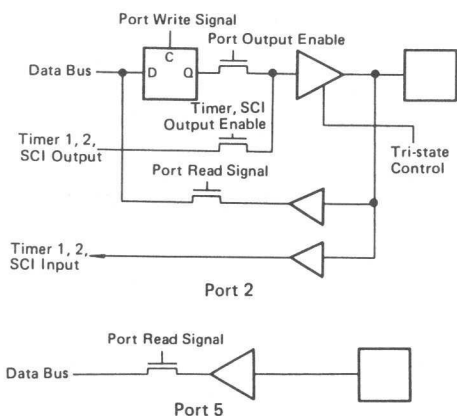 Port Write Signal
Port Output Enable
C
Data Bus
D
Q
Timer, SCI
Output Enable
Timer 1, 2,
SCI Output
Port Read Signal
Tri-state
Control
Timer 1, 2,
SCI Input
Port 2
Port Read Signal
Data Bus
Port 5